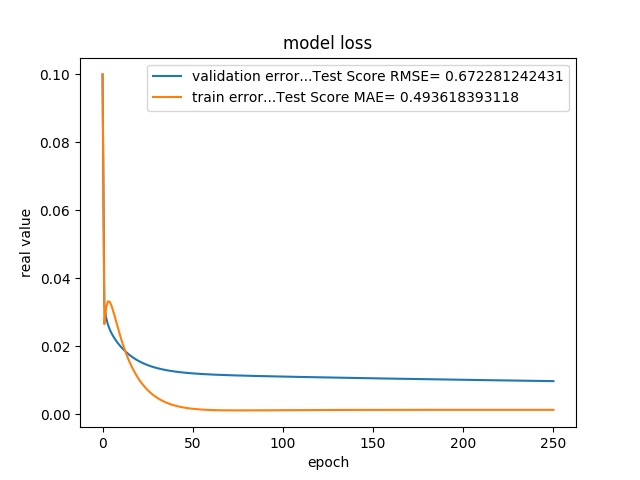 model loss
validation error...Test Score RMSE= 0.672281242431
train error...Test Score MAE= 0.493618393118
0.10
0.08
0.06
0.04
0.02
0.00
real value
0 50 100 150 200 250
epoch